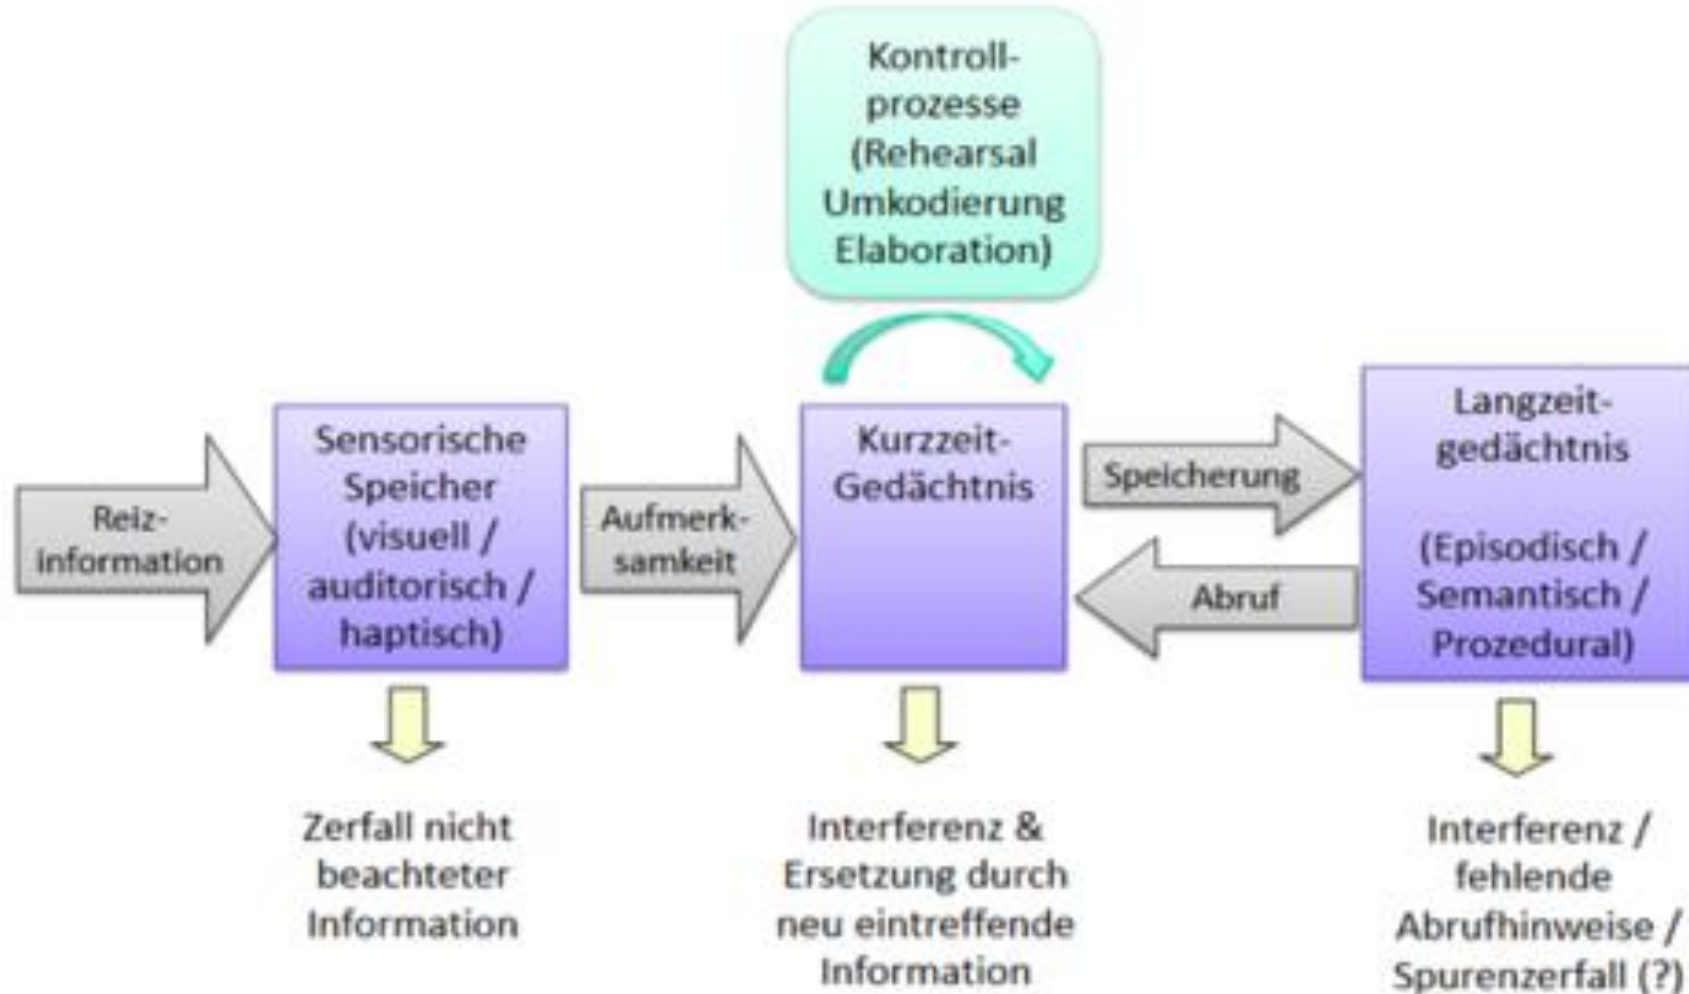 Kontroll-
prozesse
(Rehearsal
Umkodierung
Elaboration)
Reiz-
information
Sensorische
Speicher
(visuell /
auditorisch /
haptisch)
Aufmerk-
samkeit
Kurzzeit-
Gedächtnis
Speicherung
Abruf
Langzeit-
gedächtnis
(Episodisch /
Semantisch /
Prozedural)
Zerfall nicht
beachteter
Information
Interferenz &
Ersetzung durch
neu eintreffende
Information
Interferenz /
fehlende
Abrufhinweise /
Spurenzerfall (?)